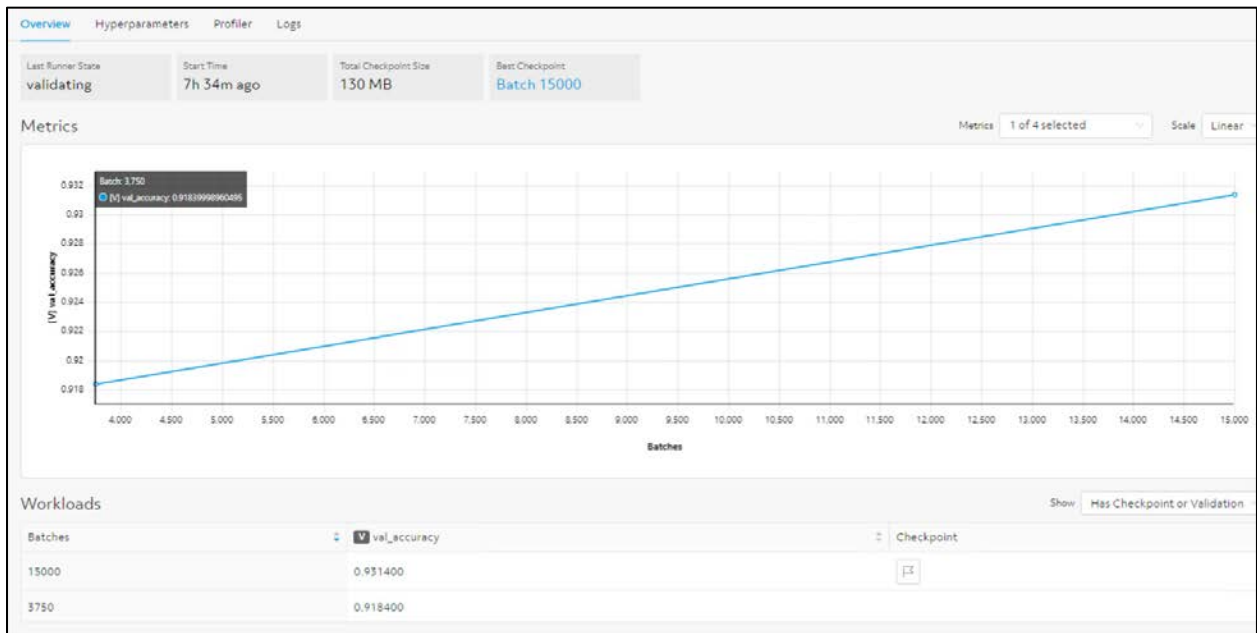 Overview Hyperparameters Profiler Logs
Last Runner State Start Time Total Checkpoint Size Best Checkpoint
validating 7h 34m ago 130 MB Batch 15000
Metrics Metrics 1 of 4 selected Scale Linear
Batch: 3,750
[V] val_accuracy: 0.91839998960495
0.932
0.93
0.928
0.926
0.924
0.922
0.92
0.918
[V] val_accuracy
4,000 4,500 5,000 5,500 6,000 6,500 7,000 7,500 8,000 8,500 9,000 9,500 10,000 10,500 11,000 11,500 12,000 12,500 13,000 13,500 14,000 14,500 15,000
Batches
Workloads Show Has Checkpoint or Validation
Batches V val_accuracy Checkpoint
15000 0.931400
3750 0.918400